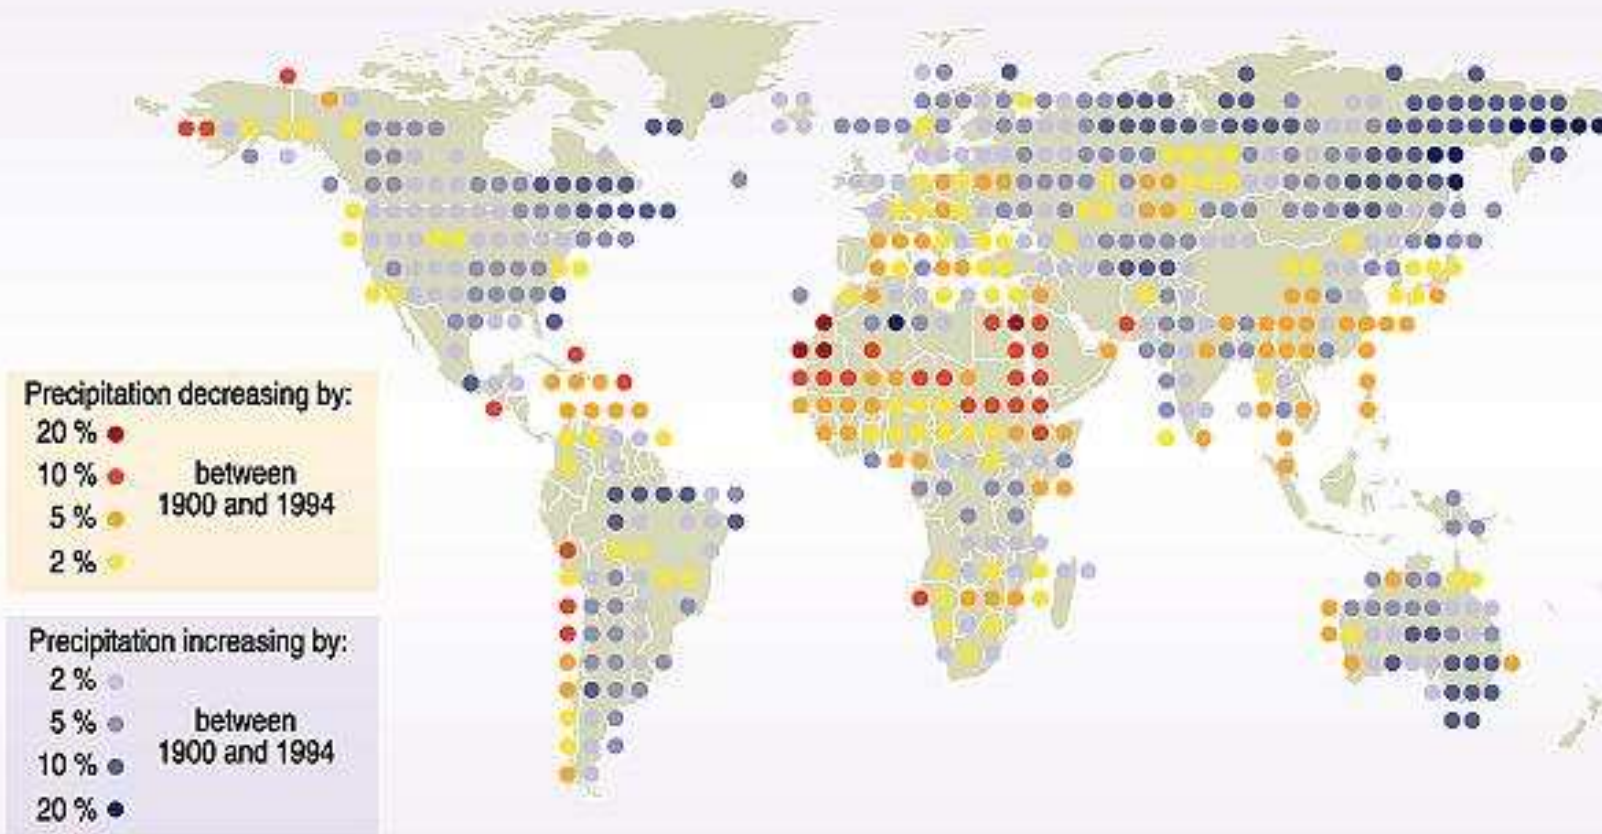 Precipitation decreasing by:
20 %
10 %
5 %
2 %
between
1900 and 1994
Precipitation increasing by:
2 %
5 %
10 %
20 %
between
1900 and 1994